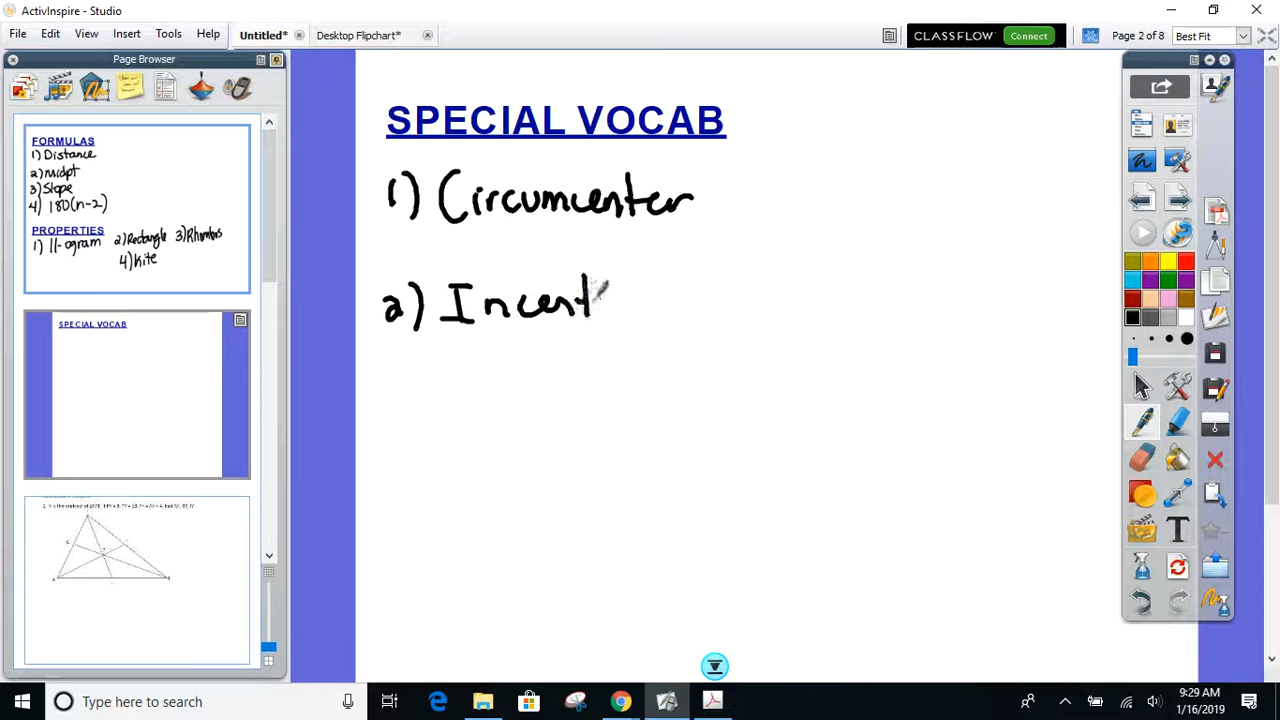 ActivInspire - Studio
File Edit View Insert Tools Help
Untitled* Desktop Flipchart*
CLASSFLOW Connect
Page 2 of 8
Best Fit
Page Browser
FORMULAS
1) Distance
2) Midpt
3) Slope
4) 180(n-2)
PROPERTIES
1) ||-ogram 2) Rectangle 3) Rhombus
4) Kite
SPECIAL VOCAB
SPECIAL VOCAB
1) Circumcenter
2) Incent
Type here to search
9:29 AM
1/16/2019